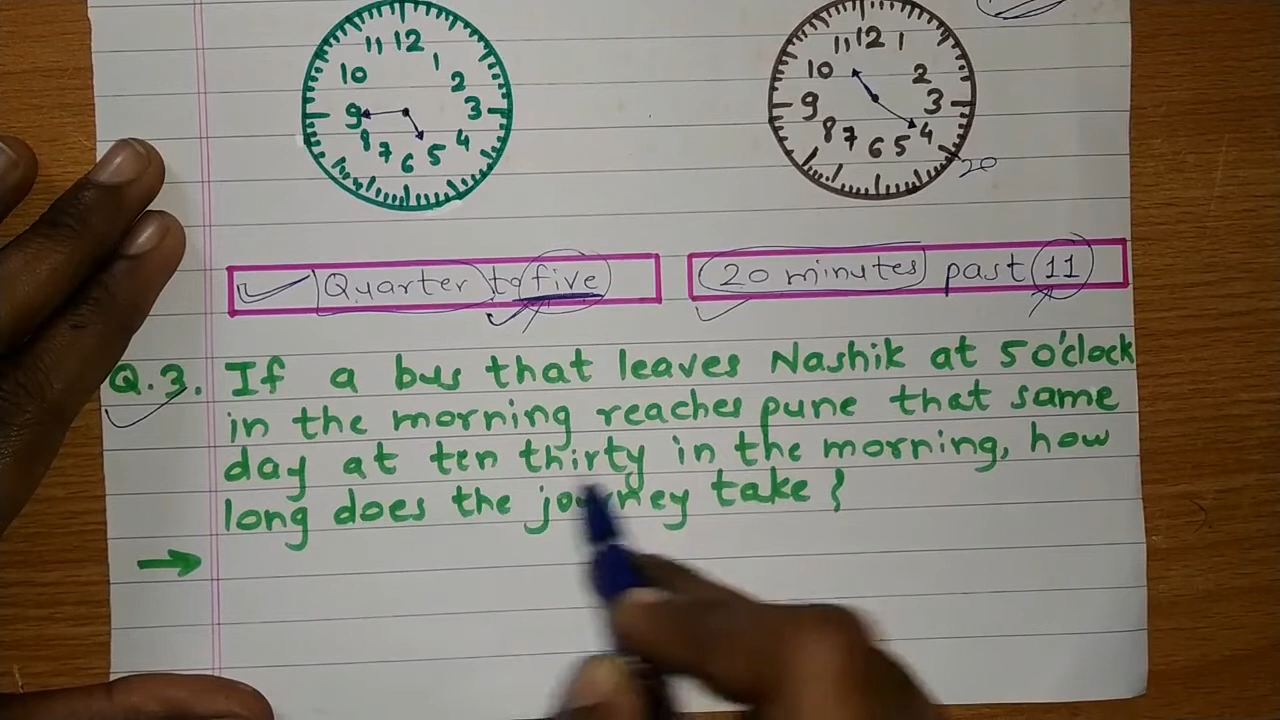 11 12 1
10 2
9 3
8 7 6 5 4
11 12 1
10 2
9 3
8 7 6 5 4
20
Quarter to five
20 minutes past 11
Q.3. If a bus that leaves Nashik at 5 o'clock
in the morning reaches pune that same
day at ten thirty in the morning, how
long does the journey take?